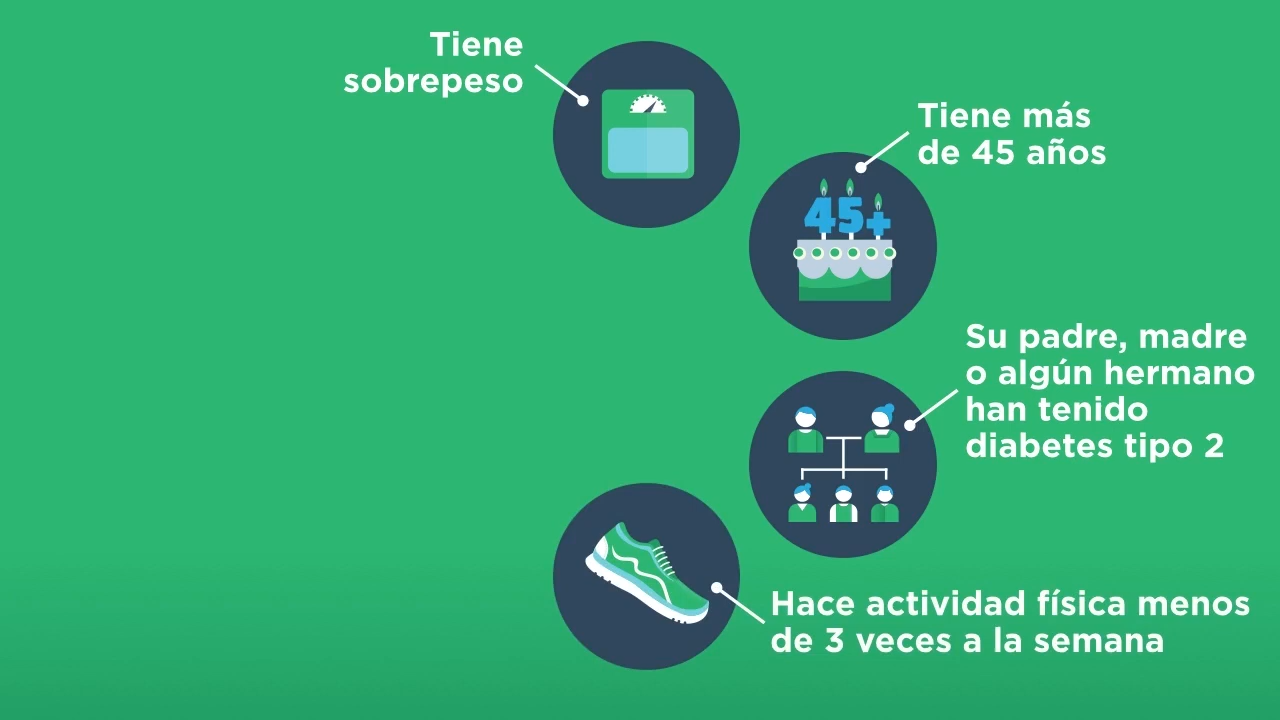 Tiene
sobrepeso
Tiene más
de 45 años
45+
Su padre, madre
o algún hermano
han tenido
diabetes tipo 2
Hace actividad física menos
de 3 veces a la semana